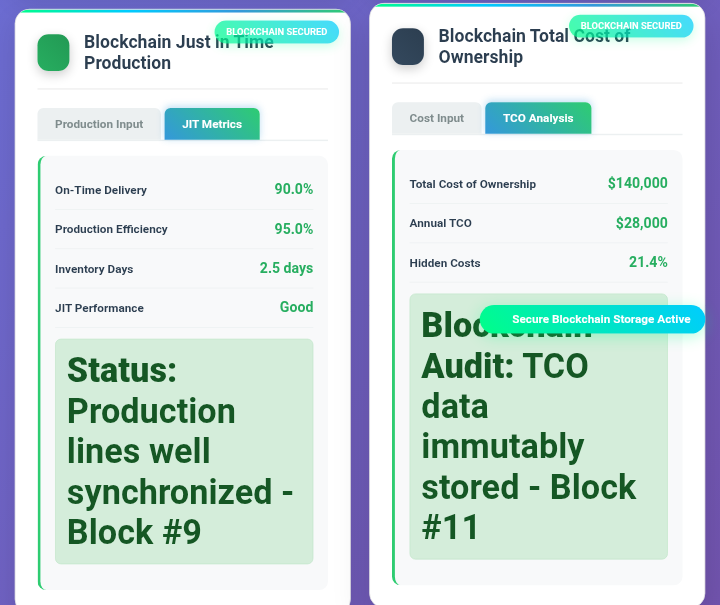 BLOCKCHAIN SECURED
Blockchain Just in Time
Production
Production Input
JIT Metrics
On-Time Delivery 90.0%
Production Efficiency 95.0%
Inventory Days 2.5 days
JIT Performance Good
Status:
Production
lines well
synchronized -
Block #9
BLOCKCHAIN SECURED
Blockchain Total Cost of
Ownership
Cost Input
TCO Analysis
Total Cost of Ownership $140,000
Annual TCO $28,000
Hidden Costs 21.4%
Secure Blockchain Storage Active
Blockchain
Audit: TCO
data
immutably
stored - Block
#11